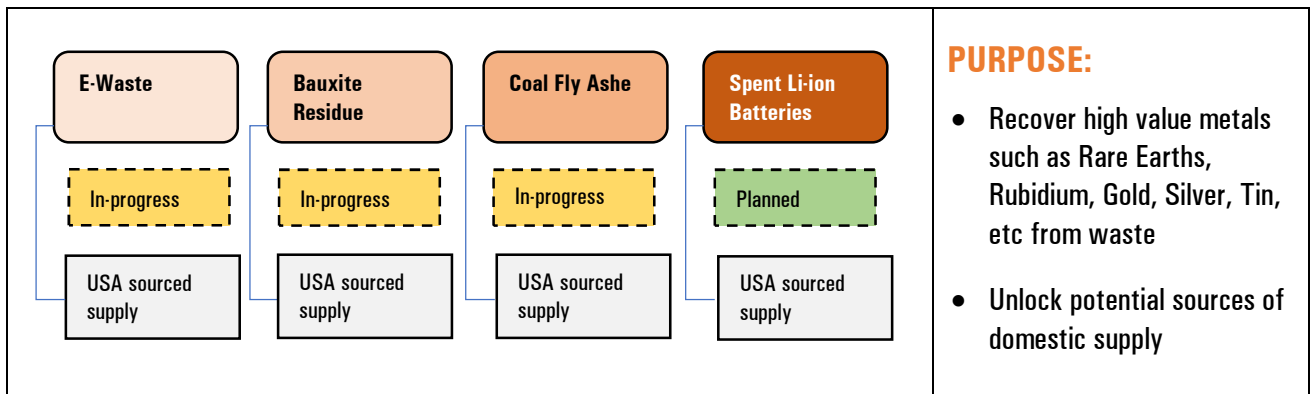 E-Waste
Bauxite
Residue
Coal Fly Ashe
Spent Li-ion
Batteries
In-progress
In-progress
In-progress
Planned
USA sourced
supply
USA sourced
supply
USA sourced
supply
USA sourced
supply
PURPOSE:
• Recover high value metals
such as Rare Earths,
Rubidium, Gold, Silver, Tin,
etc from waste
• Unlock potential sources of
domestic supply